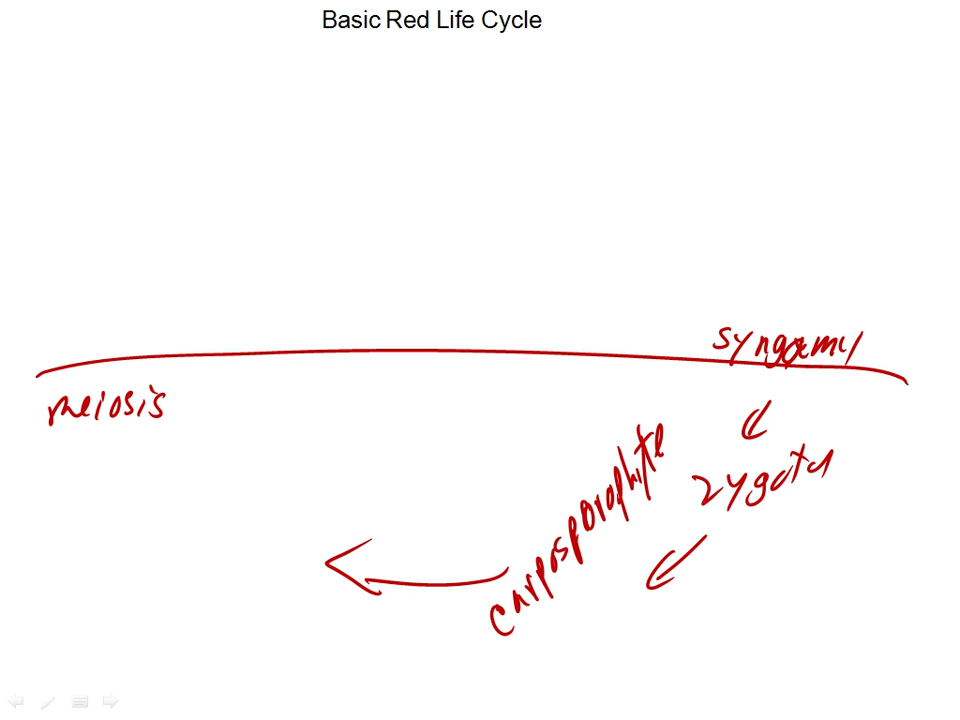 Basic Red Life Cycle
syngamy
meiosis
carposporophyte
zygote